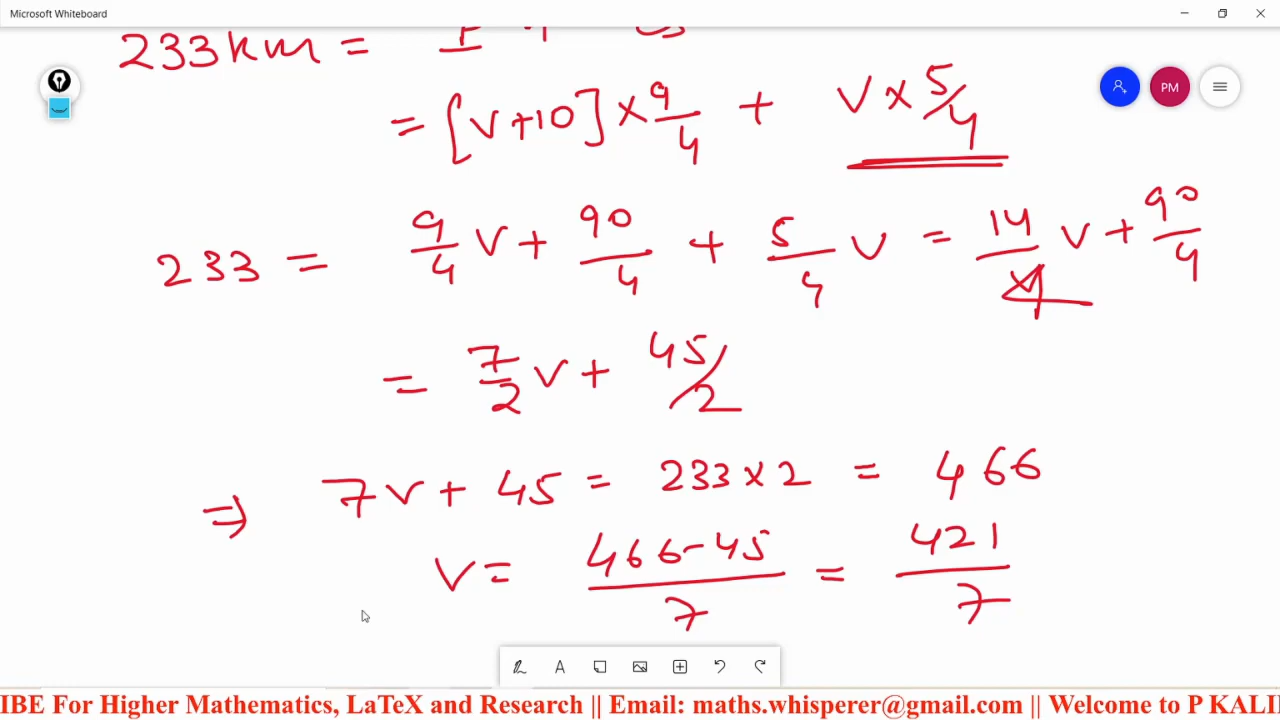 Microsoft Whiteboard
233km =
= [v+10] × 9/4 + v × 5/4
PM
233 = 9/4 v + 90/4 + 5/4 v = 14/4 v + 90/4
= 7/2 v + 45/2
⇒ 7v + 45 = 233 × 2 = 466
v = 466-45/7 = 421/7
A
IBE For Higher Mathematics, LaTeX and Research || Email: maths.whisperer@gmail.com || Welcome to P KALI